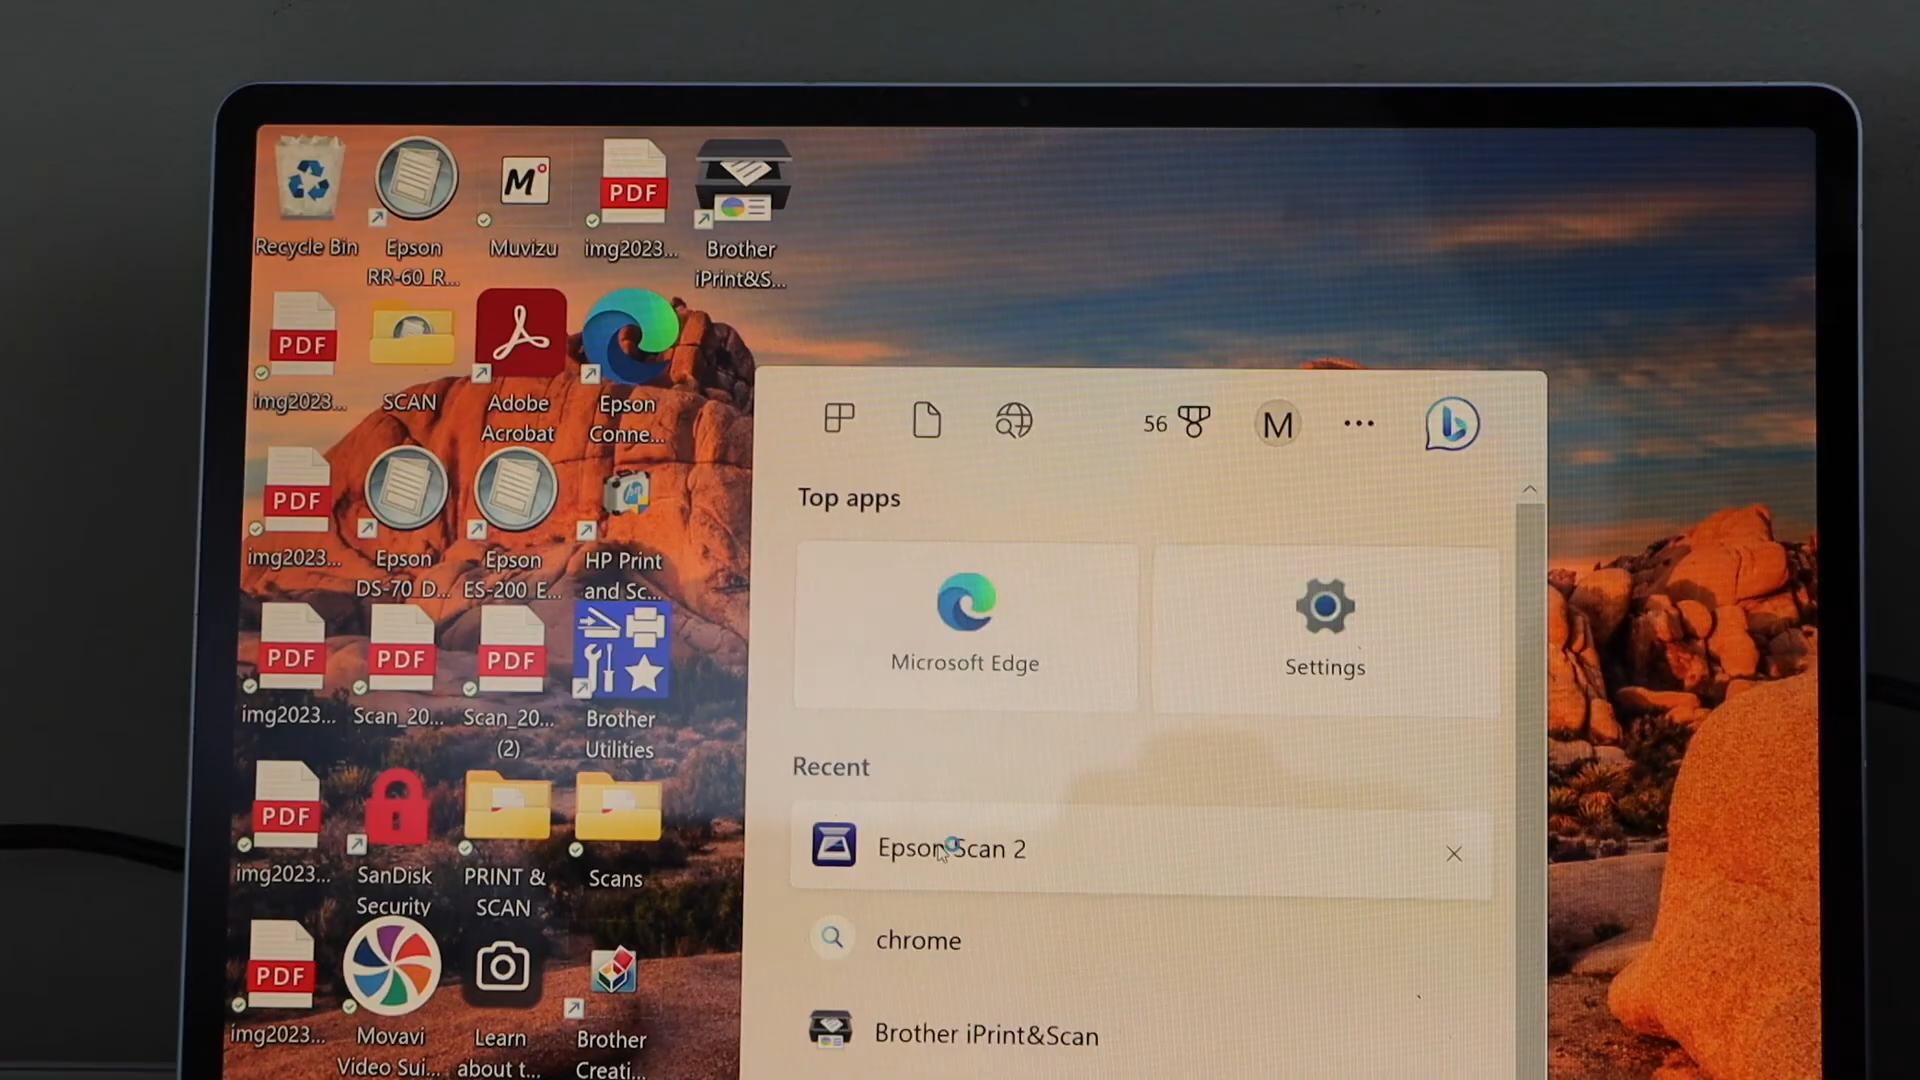 Recycle Bin
Epson
RR-60 R...
M
Muvizu
PDF
img2023...
Brother
iPrint&S...
PDF
img2023...
SCAN
Adobe
Acrobat
Epson
Conne...
PDF
img2023...
Epson
DS-70 D...
Epson
ES-200 E...
HP Print
and Sc...
PDF
img2023...
PDF
Scan_20...
PDF
Scan_20...
(2)
Brother
Utilities
PDF
img2023...
SanDisk
Security
PRINT &
SCAN
Scans
PDF
img2023...
Movavi
Video Sui...
Learn
about t...
Brother
Creati...
56
M
...
b
Top apps
Microsoft Edge
Settings
Recent
Epson Scan 2
chrome
Brother iPrint&Scan